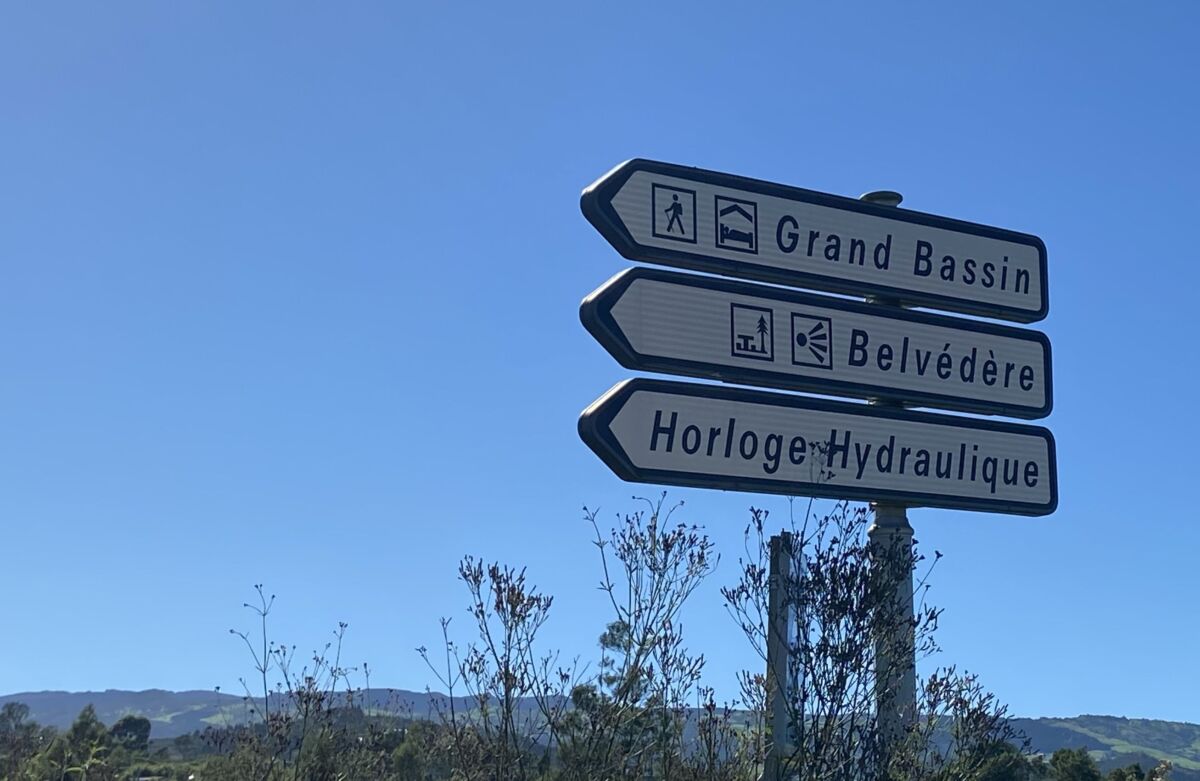 Grand Bassin
Belvédère
Horloge Hydraulique